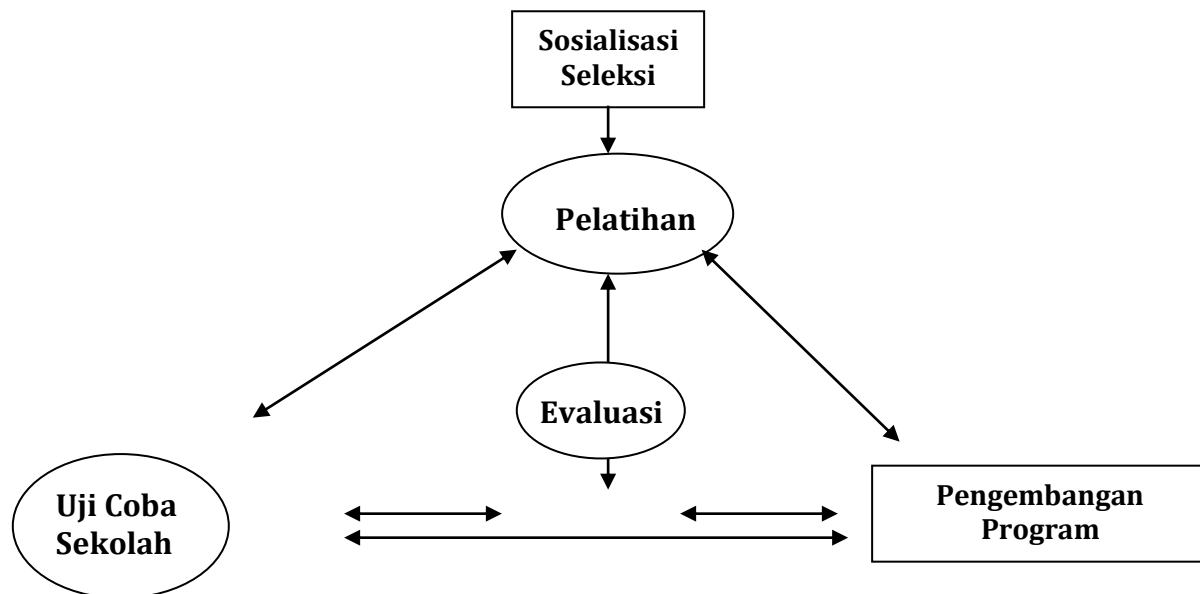 Sosialisasi
Seleksi
Pelatihan
Evaluasi
Uji Coba
Sekolah
Pengembangan
Program